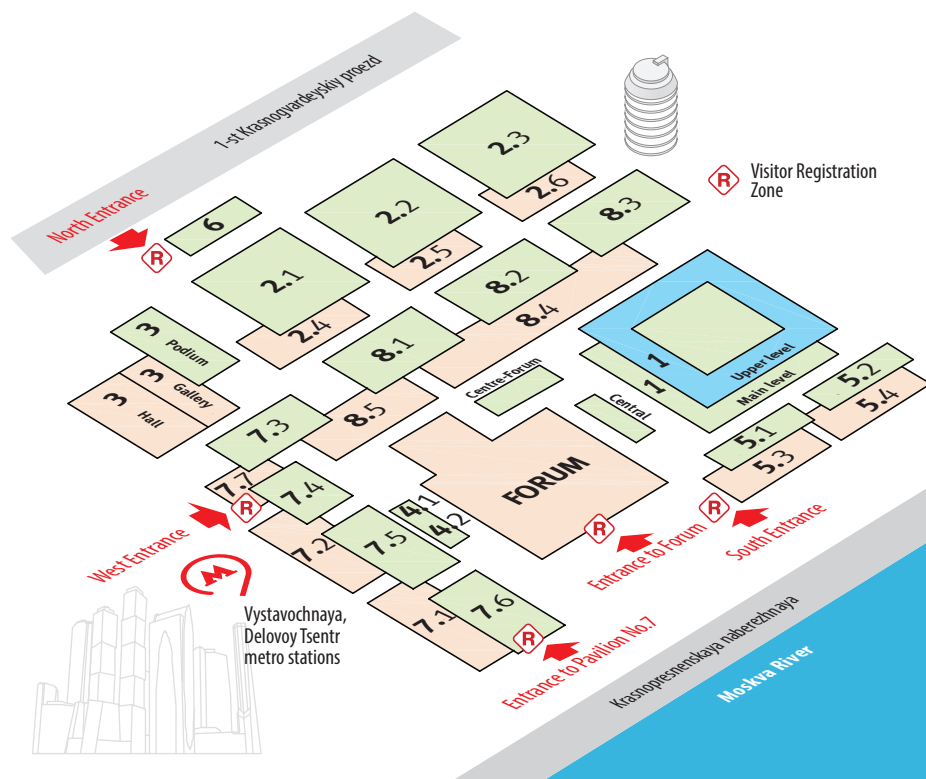 1-st Krasnogvardeyskiy proezd
2.3
R
Visitor Registration
Zone
North Entrance
R
6
2.2
2.6
8.3
2.1
2.5
8.2
2.4
8.4
3
Podium
3
Gallery
3
Hall
8.1
8.5
Centre-Forum
Central
1
Upper level
1
Main level
5.2
5.4
5.1
5.3
7.3
7.7
7.4
R
West Entrance
7.2
7.5
4.1
4.2
FORUM
R
Entrance to Forum
R
South Entrance
M
Vystavochnaya,
Delovoy Tsentr
metro stations
7.1
7.6
R
Entrance to Pavilion No.7
Krasnopresnenskaya naberezhnaya
Moskva River